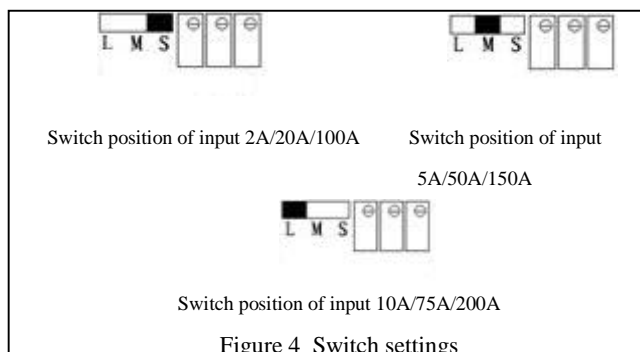 L M S
L M S
Switch position of input 2A/20A/100A
Switch position of input
5A/50A/150A
L M S
Switch position of input 10A/75A/200A
Figure 4 Switch settings